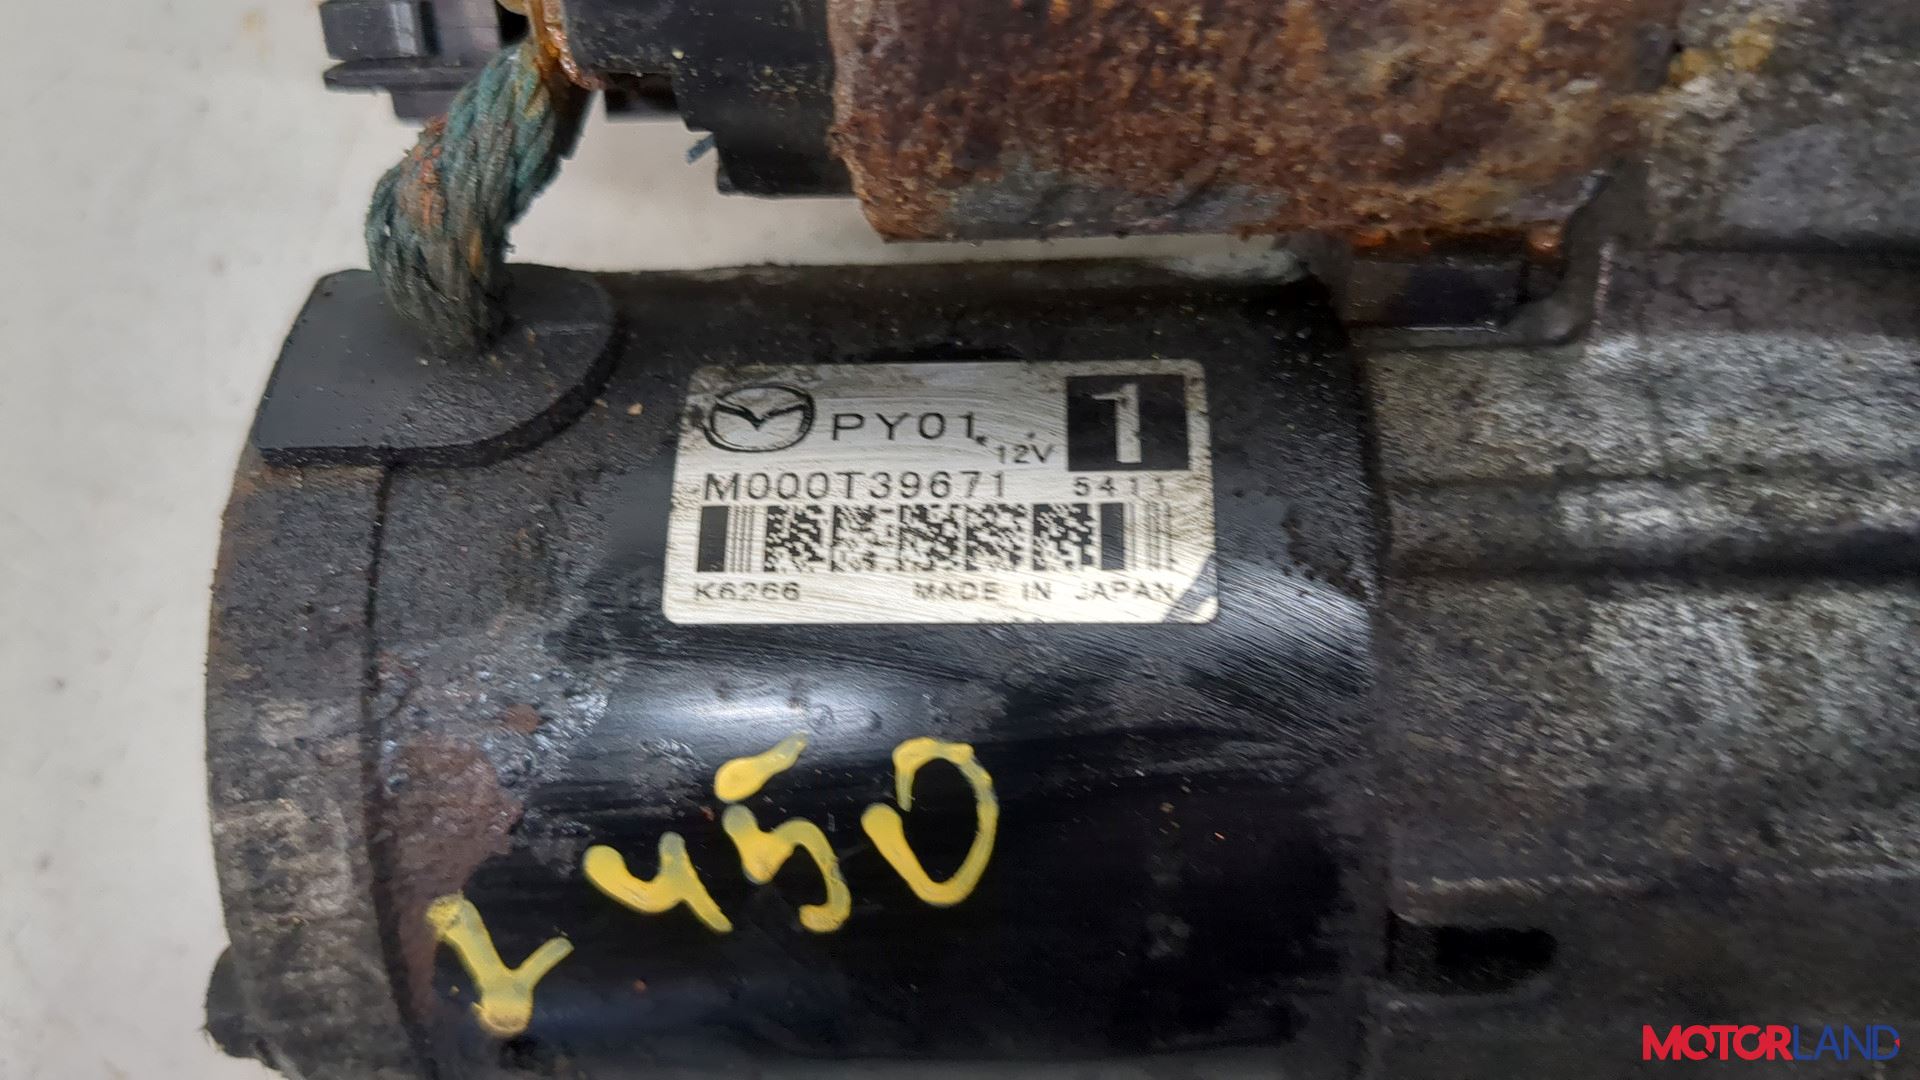 PY01
12V
1
M000T39671 5411
K6266 MADE IN JAPAN
L450
MOTORLAND